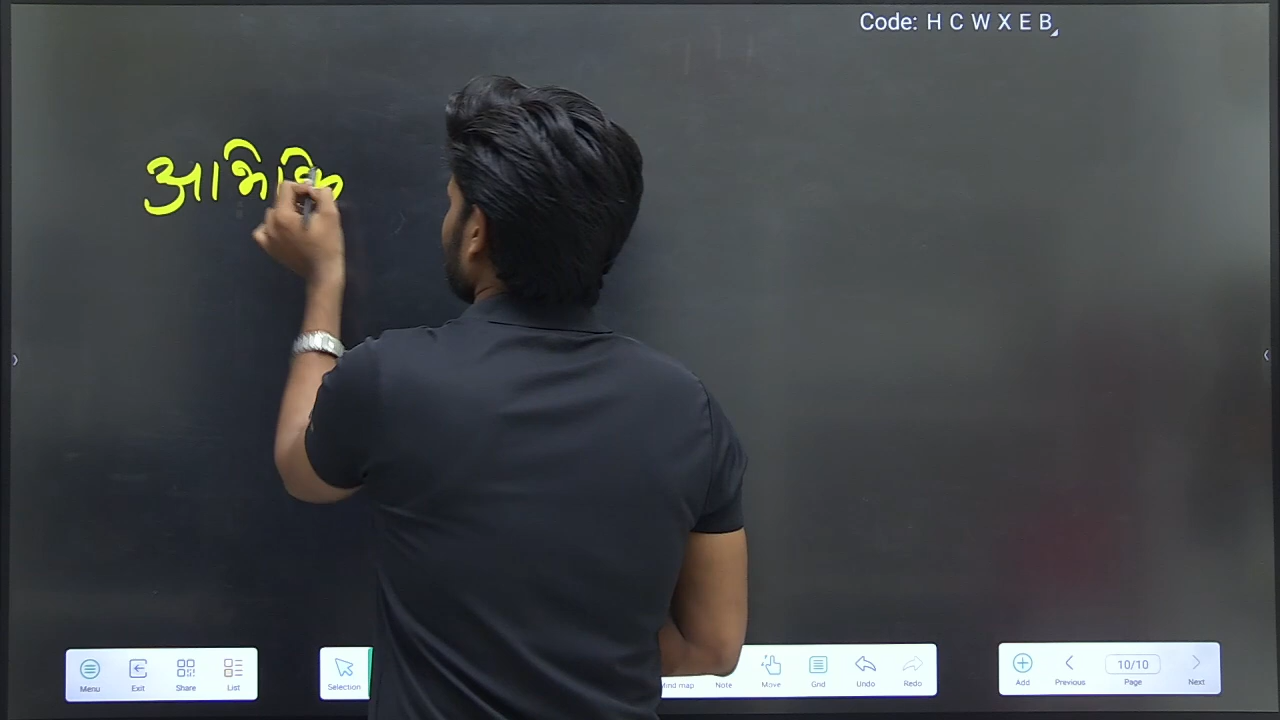 Code: H C W X E B
Menu
Exit
Share
List
Selection
Mind map
Note
Move
Grid
Undo
Redo
Add
Previous
10/10
Page
Next